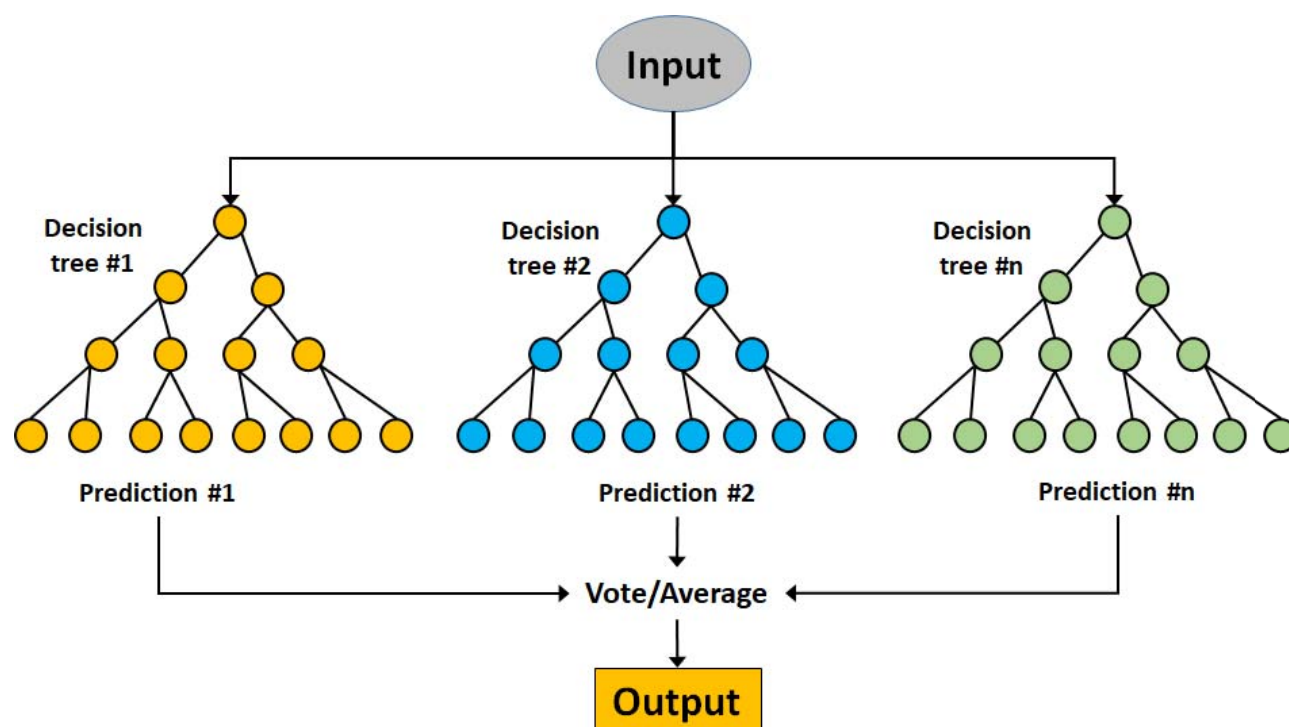 Input
Decision
tree #1
Decision
tree #2
Decision
tree #n
Prediction #1
Prediction #2
Prediction #n
Vote/Average
Output